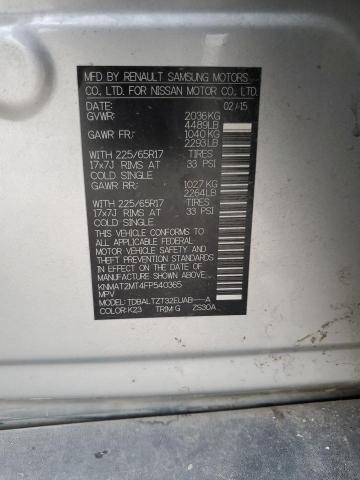 MFD BY RENAULT SAMSUNG MOTORS
CO., LTD. FOR NISSAN MOTOR CO., LTD.
DATE: 02/15
GVWR: 2036KG
4489LB
GAWR FR: 1040KG
2293LB
WITH 225/65R17 TIRES
17x7J RIMS AT 33 PSI
COLD SINGLE
GAWR RR: 1027KG
2264LB
WITH 225/65R17 TIRES
17x7J RIMS AT 33 PSI
COLD SINGLE
THIS VEHICLE CONFORMS TO
ALL APPLICABLE U.S. FEDERAL
MOTOR VEHICLE SAFETY AND
THEFT PREVENTION STANDARDS
IN EFFECT ON THE DATE OF
MANUFACTURE SHOWN ABOVE.
KNMAT2MT4FP540365
MPV
MODEL: TDBALTZT32EUAB----A
COLOR: K23 TRIM: G ZS30A